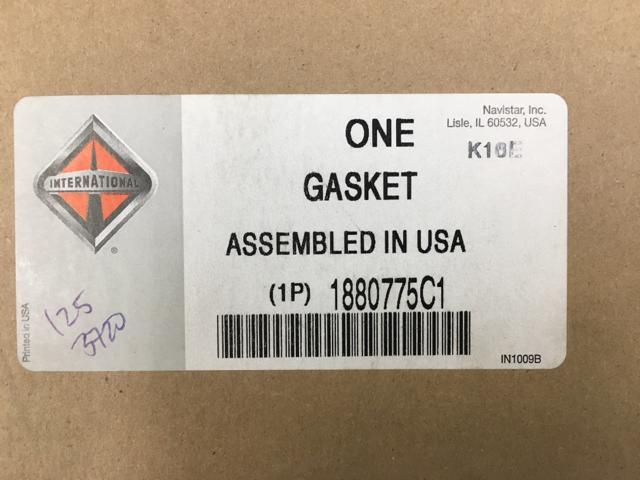 Navistar, Inc.
Lisle, IL 60532, USA
ONE
K16E
GASKET
INTERNATIONAL
®
ASSEMBLED IN USA
(1P) 1880775C1
125
Printed in USA
IN1009B